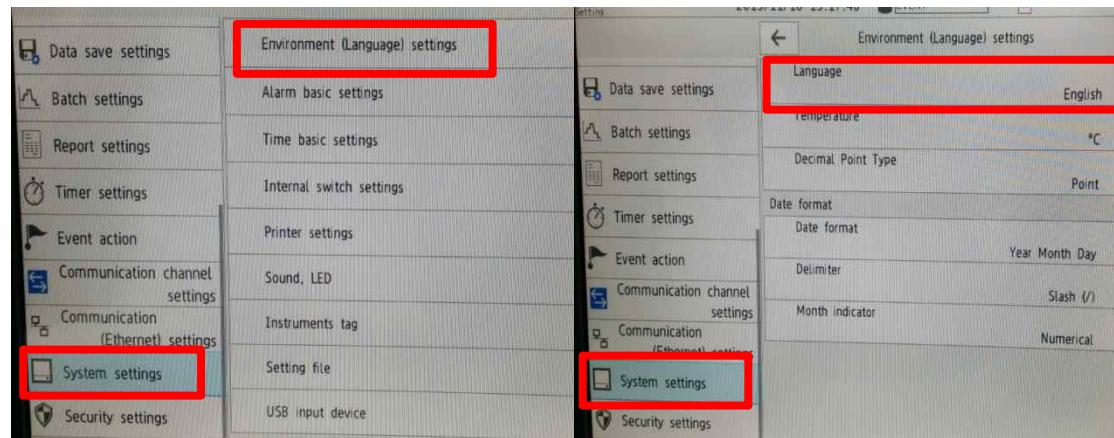 Data save settings
Batch settings
Report settings
Timer settings
Event action
Communication channel
settings
Communication
(Ethernet) settings
System settings
Security settings
Environment (Language) settings
Alarm basic settings
Time basic settings
Internal switch settings
Printer settings
Sound, LED
Instruments tag
Setting file
USB input device
Setting
Data save settings
Batch settings
Report settings
Timer settings
Event action
Communication channel
settings
Communication
(Ethernet) settings
System settings
Security settings
Environment (Language) settings
Language
English
Temperature
°C
Decimal Point Type
Point
Date format
Date format
Year Month Day
Delimiter
Slash (/)
Month indicator
Numerical